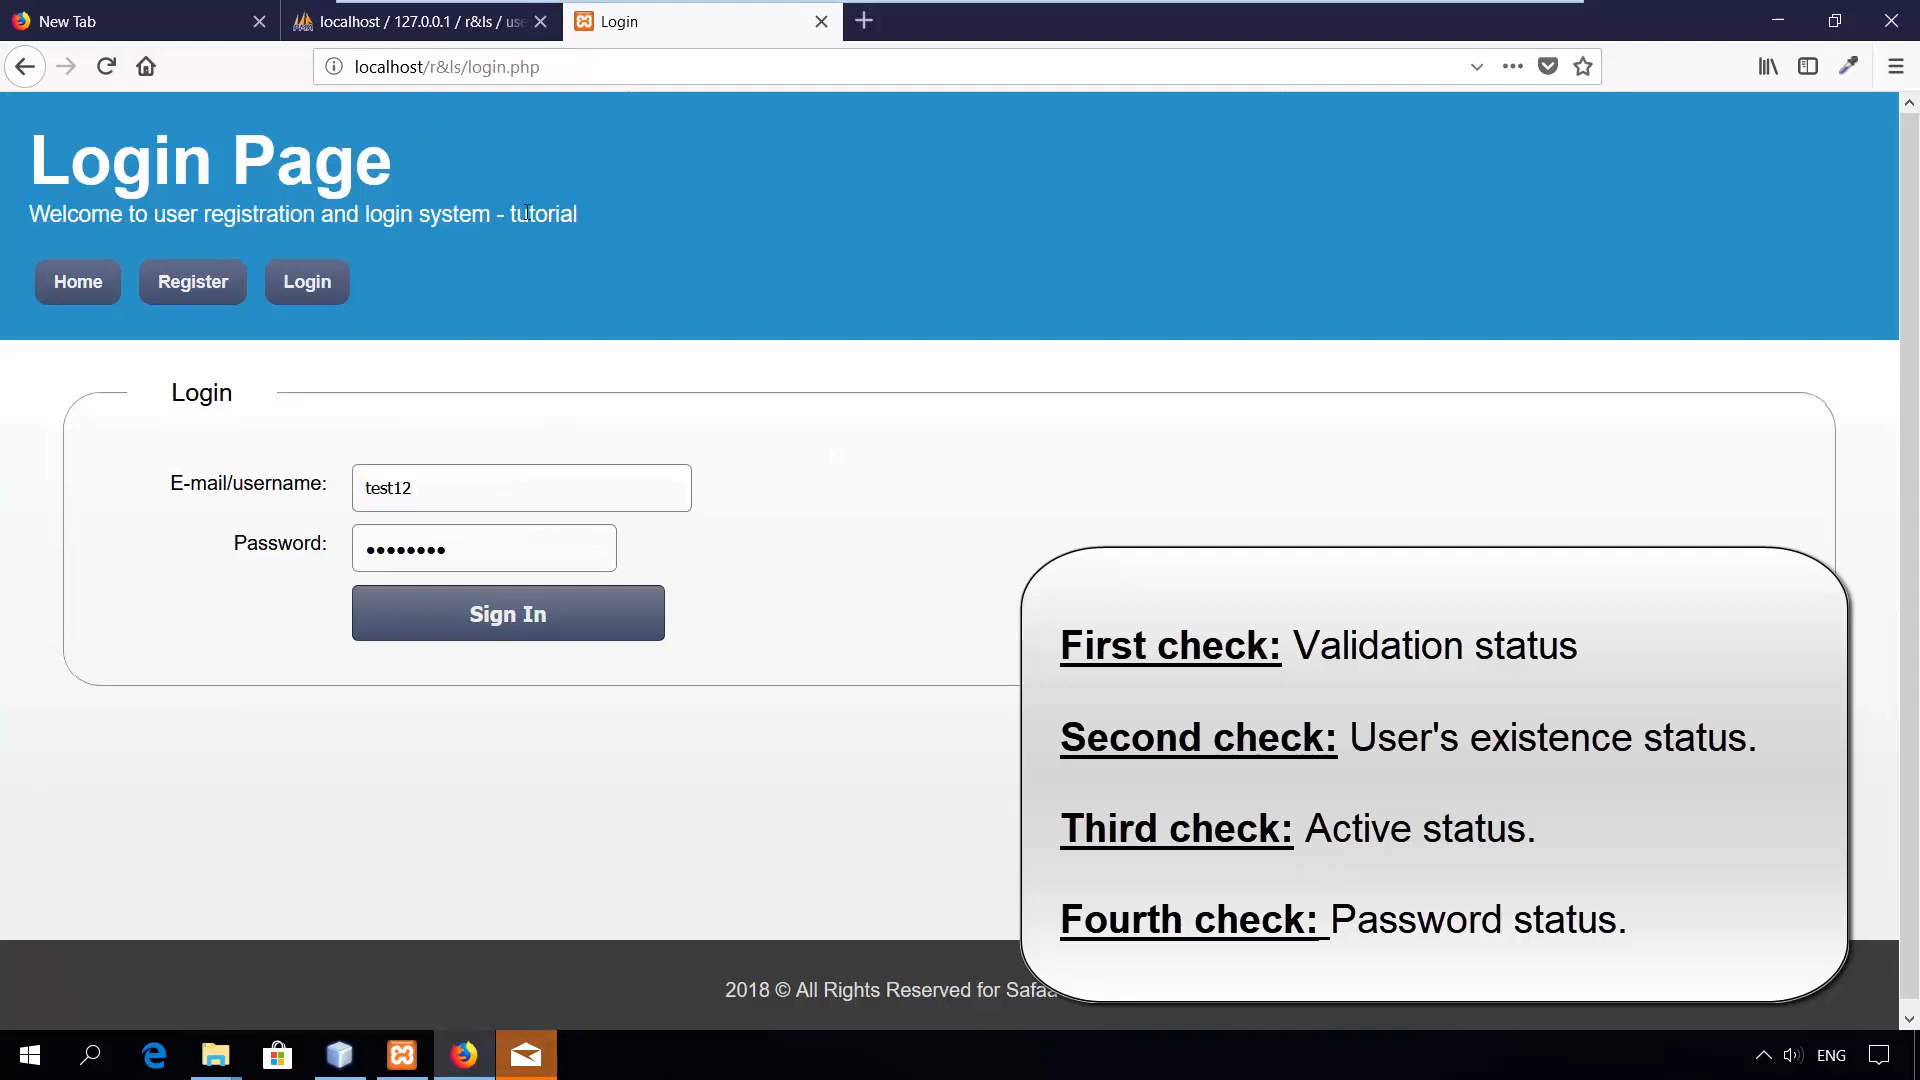 New Tab
localhost / 127.0.0.1 / r&ls / use
Login
localhost/r&ls/login.php
Login Page
Welcome to user registration and login system - tutorial
Home
Register
Login
Login
E-mail/username:
test12
Password:
••••••••
Sign In
First check: Validation status
Second check: User's existence status.
Third check: Active status.
Fourth check: Password status.
2018 © All Rights Reserved for Safaa
ENG